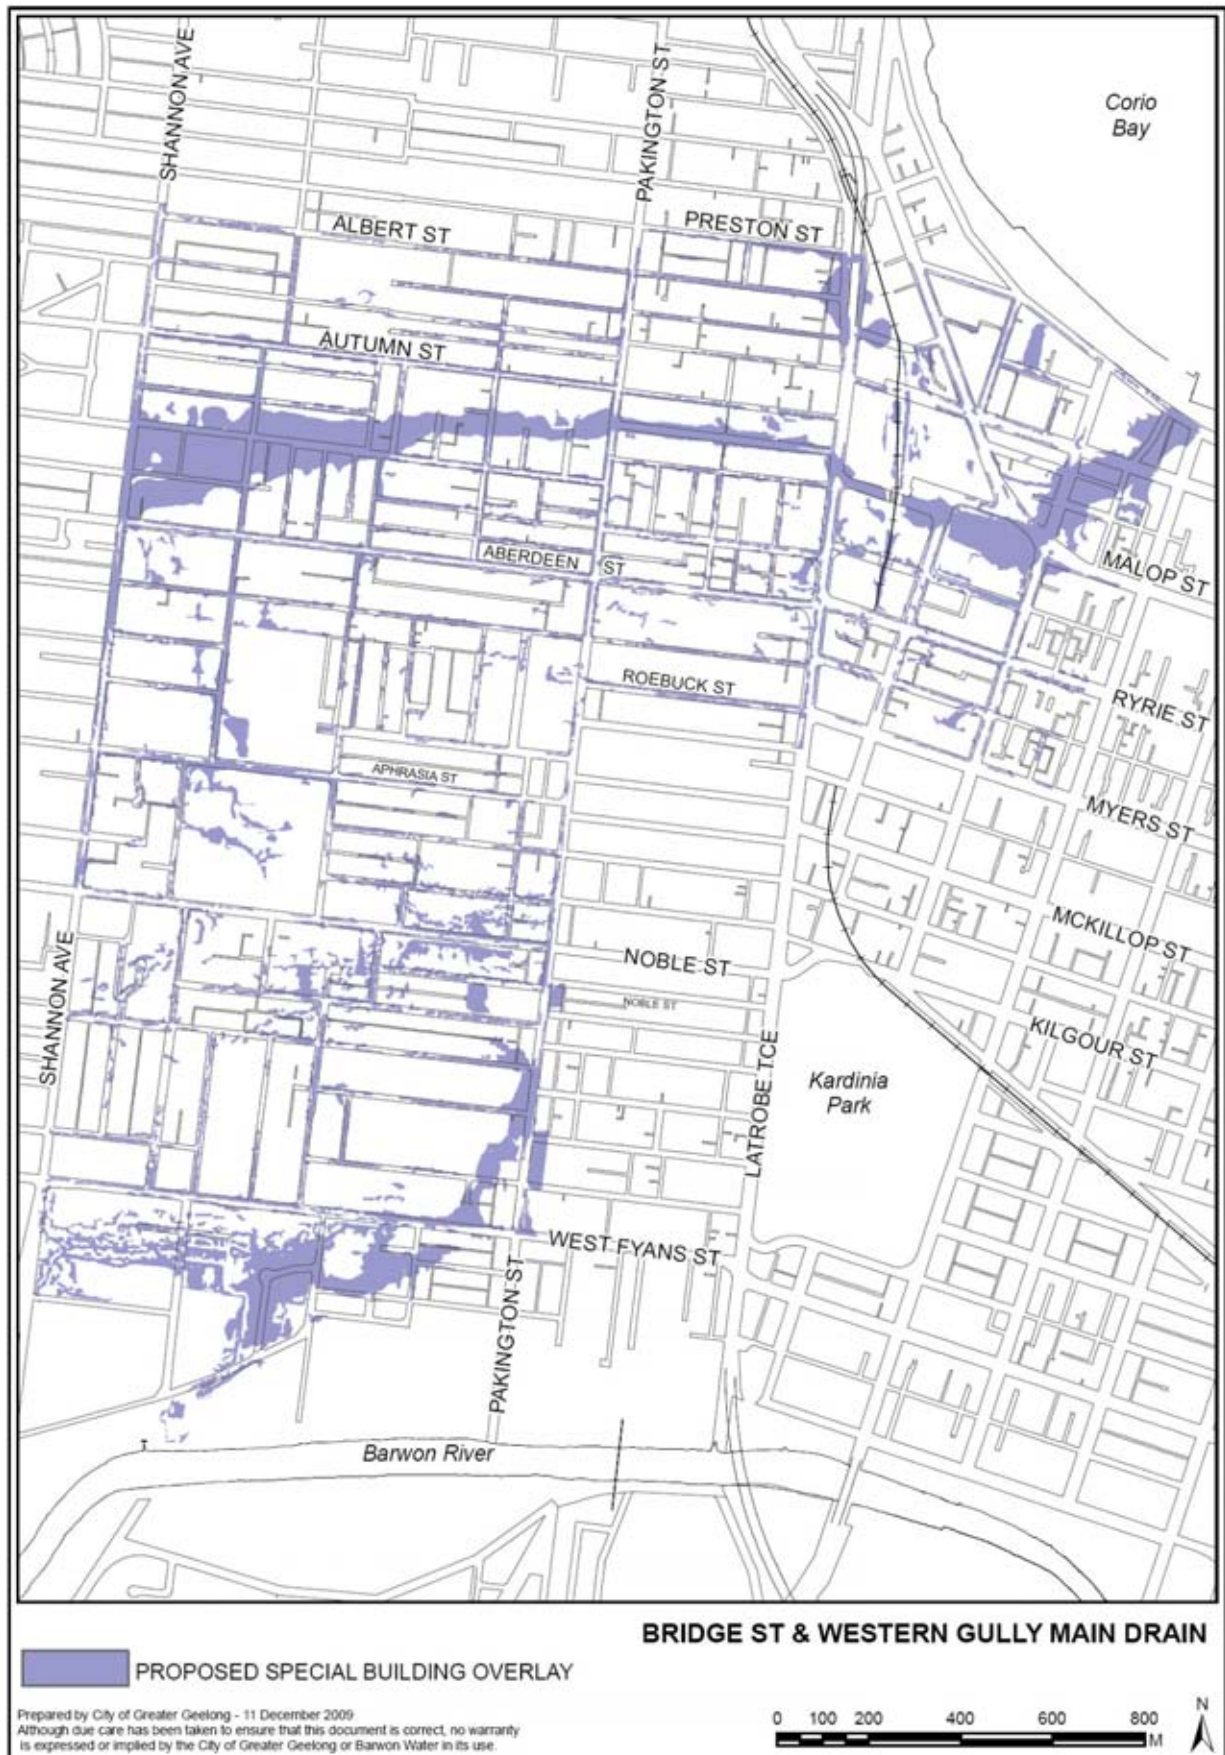 SHANNON AVE
PAKINGTON ST
Corio
Bay
ALBERT ST
PRESTON ST
AUTUMN ST
ABERDEEN ST
MALOP ST
ROEBUCK ST
RYRIE ST
APHRASIA ST
MYERS ST
MCKILLOP ST
NOBLE ST
NOBLE ST
KILGOUR ST
SHANNON AVE
LATROBE TCE
Kardinia
Park
WEST FYANS ST
PAKINGTON ST
Barwon River
BRIDGE ST & WESTERN GULLY MAIN DRAIN
PROPOSED SPECIAL BUILDING OVERLAY
Prepared by City of Greater Geelong - 11 December 2009
Although due care has been taken to ensure that this document is correct, no warranty
is expressed or implied by the City of Greater Geelong or Barwon Water in its use.
0 100 200 400 600 800
M
N